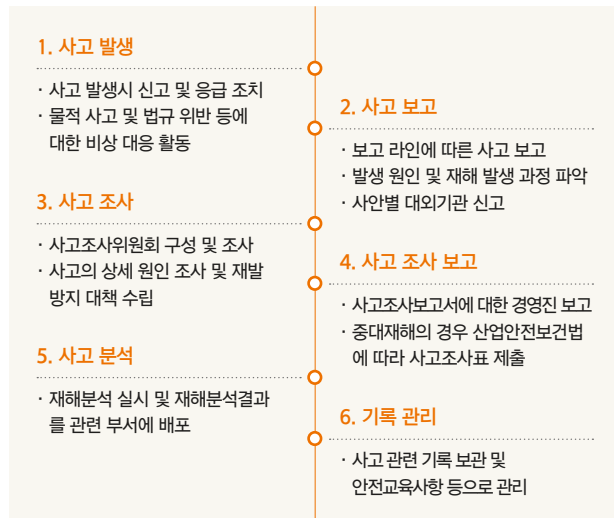 1. 사고 발생
· 사고 발생시 신고 및 응급 조치
· 물적 사고 및 법규 위반 등에
대한 비상 대응 활동
2. 사고 보고
· 보고 라인에 따른 사고 보고
· 발생 원인 및 재해 발생 과정 파악
· 사안별 대외기관 신고
3. 사고 조사
· 사고조사위원회 구성 및 조사
· 사고의 상세 원인 조사 및 재발
방지 대책 수립
4. 사고 조사 보고
· 사고조사보고서에 대한 경영진 보고
· 중대재해의 경우 산업안전보건법
에 따라 사고조사표 제출
5. 사고 분석
· 재해분석 실시 및 재해분석결과
를 관련 부서에 배포
6. 기록 관리
· 사고 관련 기록 보관 및
안전교육사항 등으로 관리